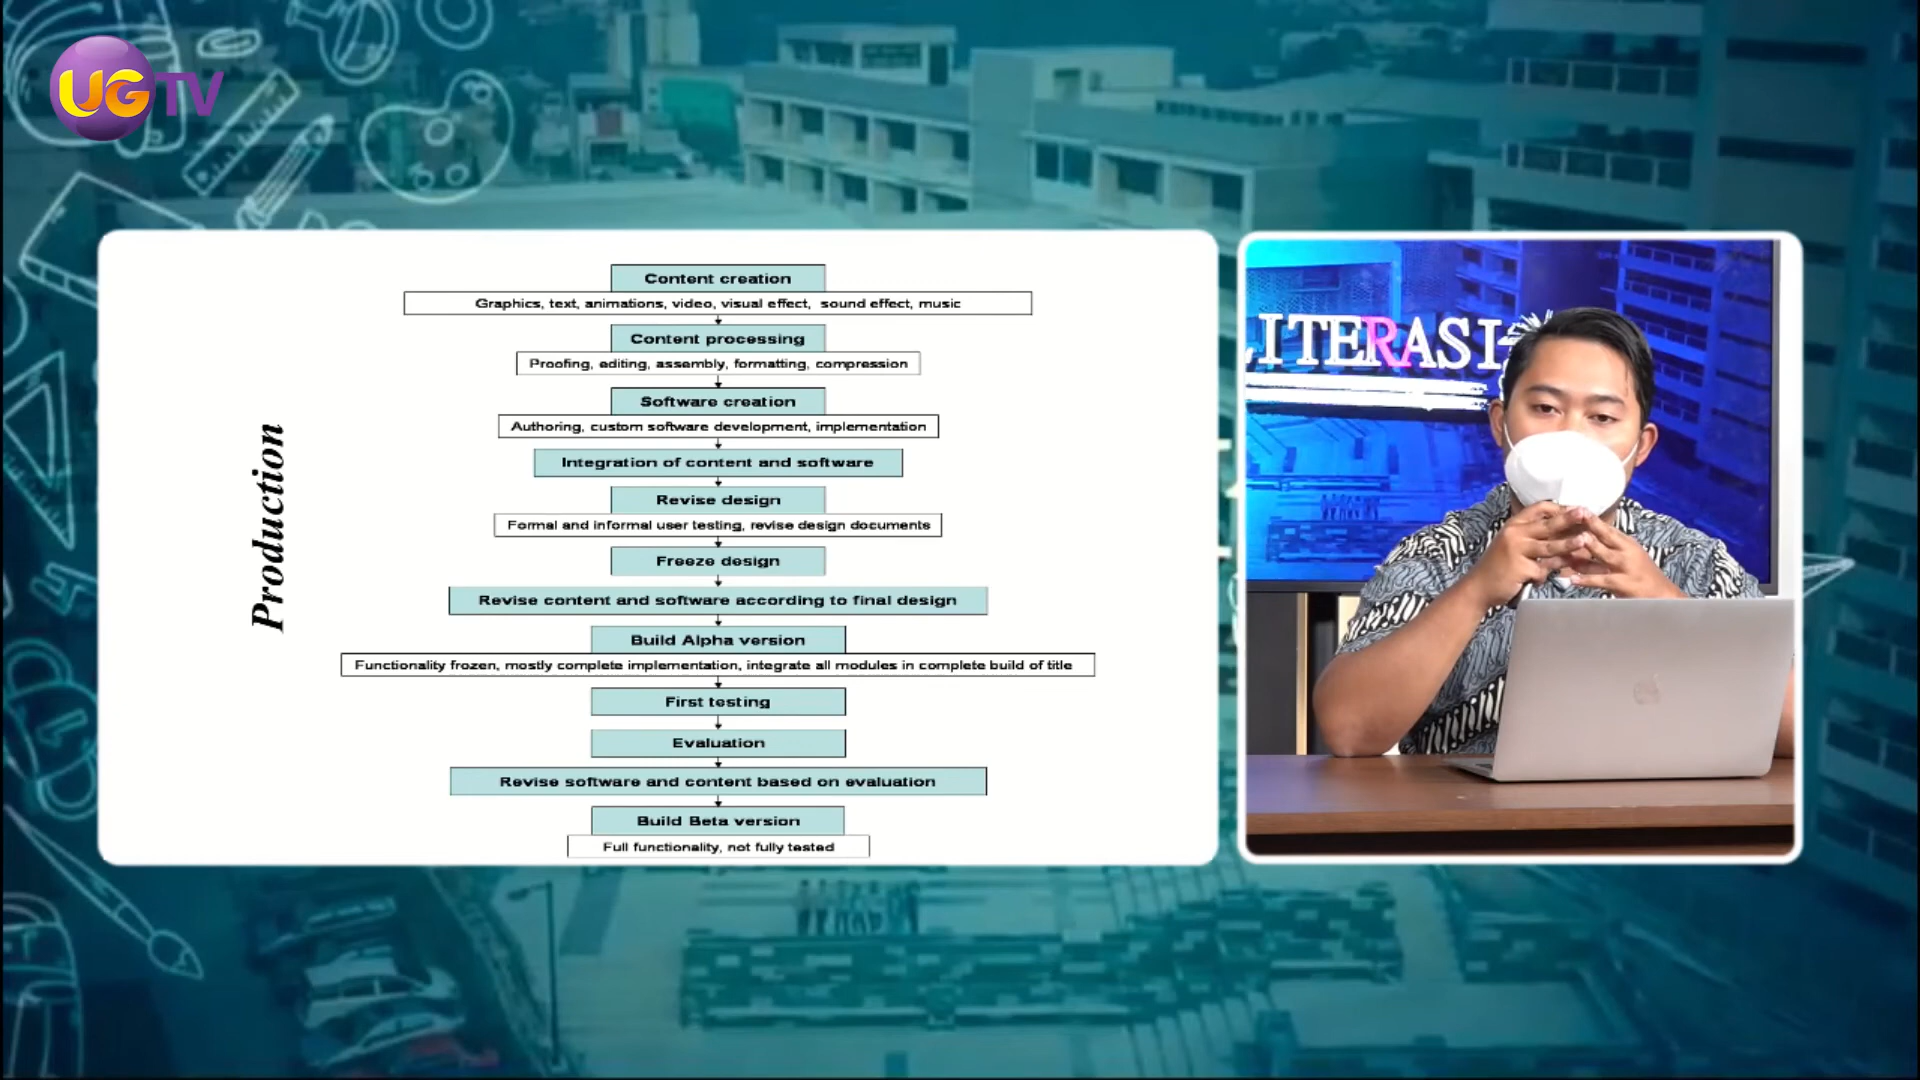 UGTV
Production
Content creation
Graphics, text, animations, video, visual effect, sound effect, music
Content processing
Proofing, editing, assembly, formatting, compression
Software creation
Authoring, custom software development, implementation
Integration of content and software
Revise design
Formal and informal user testing, revise design documents
Freeze design
Revise content and software according to final design
Build Alpha version
Functionality frozen, mostly complete implementation, integrate all modules in complete build of title
First testing
Evaluation
Revise software and content based on evaluation
Build Beta version
Full functionality, not fully tested
LITERASI